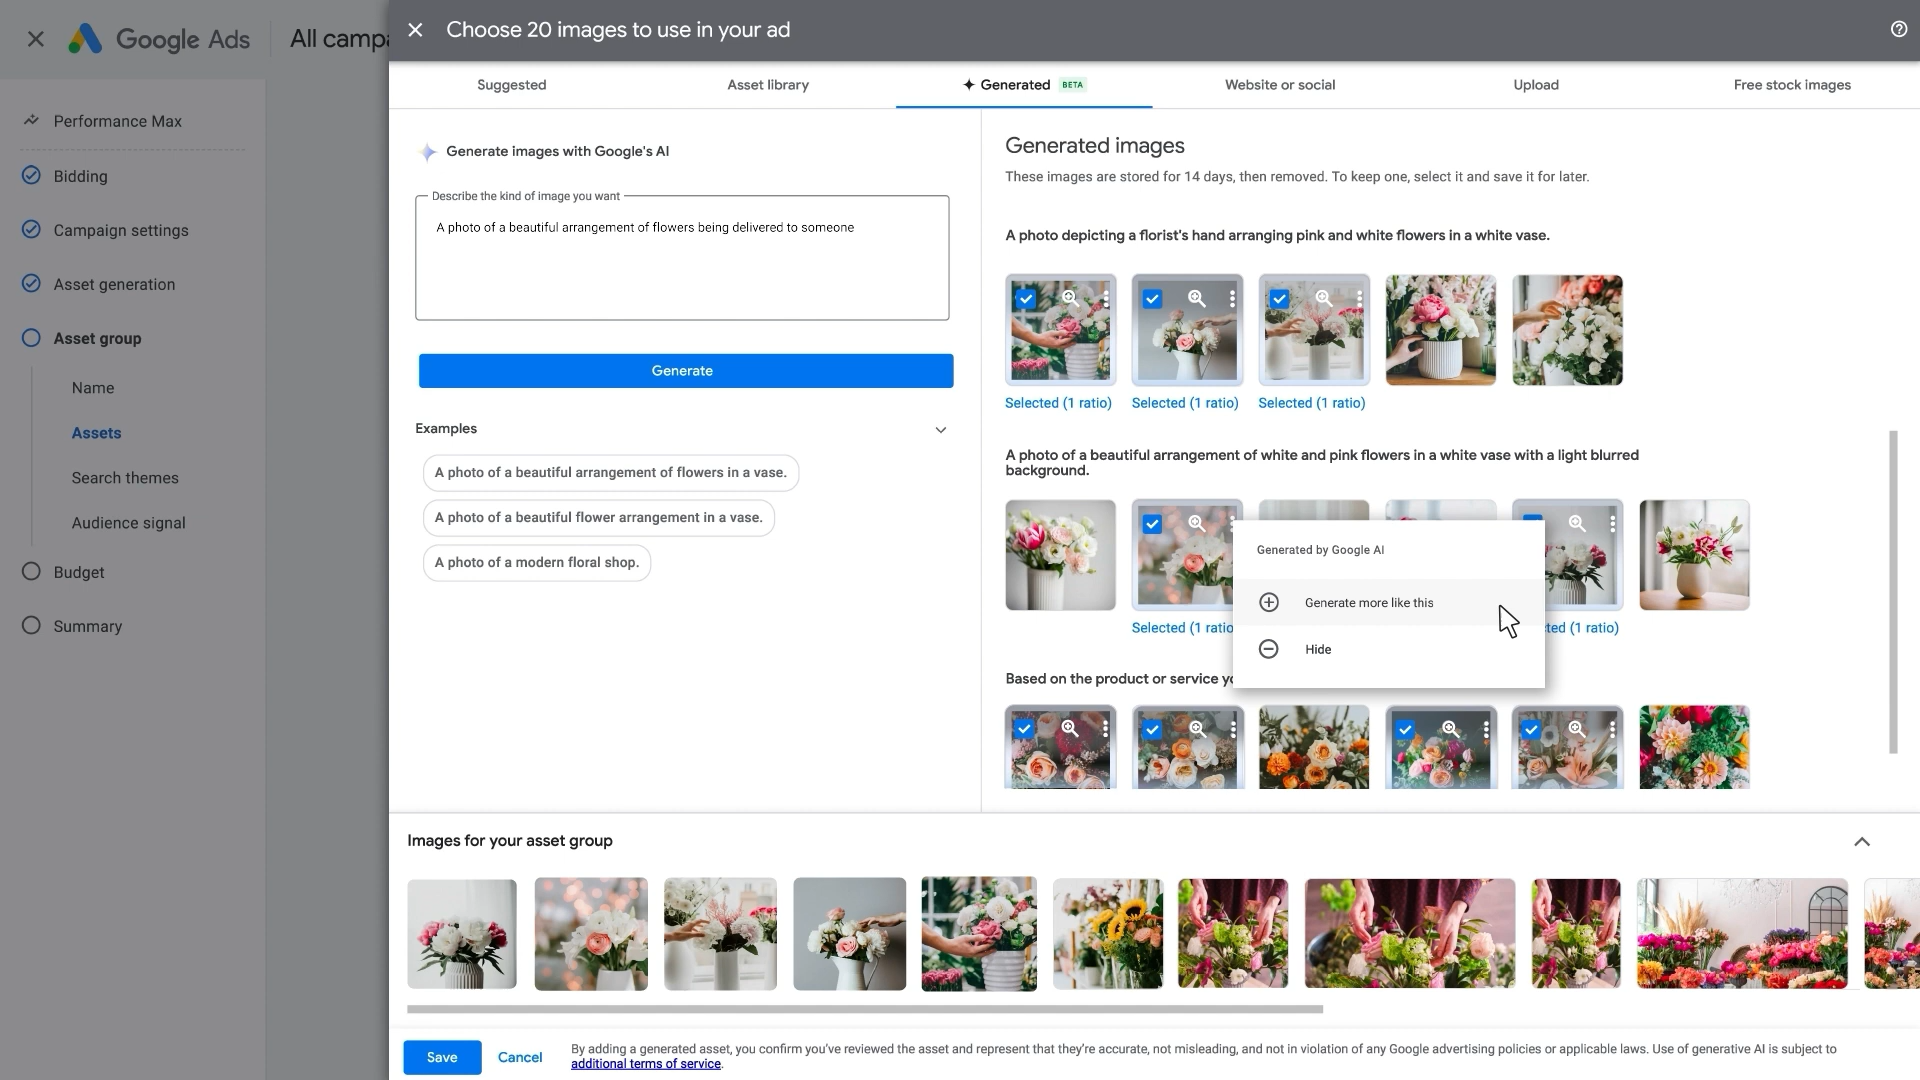 Google Ads
All campa
Choose 20 images to use in your ad
Performance Max
Bidding
Campaign settings
Asset generation
Asset group
Name
Assets
Search themes
Audience signal
Budget
Summary
Suggested
Asset library
Generated BETA
Website or social
Upload
Free stock images
Generate images with Google's AI
Describe the kind of image you want
A photo of a beautiful arrangement of flowers being delivered to someone
Generate
Examples
A photo of a beautiful arrangement of flowers in a vase.
A photo of a beautiful flower arrangement in a vase.
A photo of a modern floral shop.
Generated images
These images are stored for 14 days, then removed. To keep one, select it and save it for later.
A photo depicting a florist's hand arranging pink and white flowers in a white vase.
Selected (1 ratio) Selected (1 ratio) Selected (1 ratio)
A photo of a beautiful arrangement of white and pink flowers in a white vase with a light blurred
background.
Generated by Google AI
Generate more like this
Hide
Selected (1 ratio
ted (1 ratio)
Based on the product or service yo
Images for your asset group
Save
Cancel
By adding a generated asset, you confirm you've reviewed the asset and represent that they're accurate, not misleading, and not in violation of any Google advertising policies or applicable laws. Use of generative AI is subject to
additional terms of service.